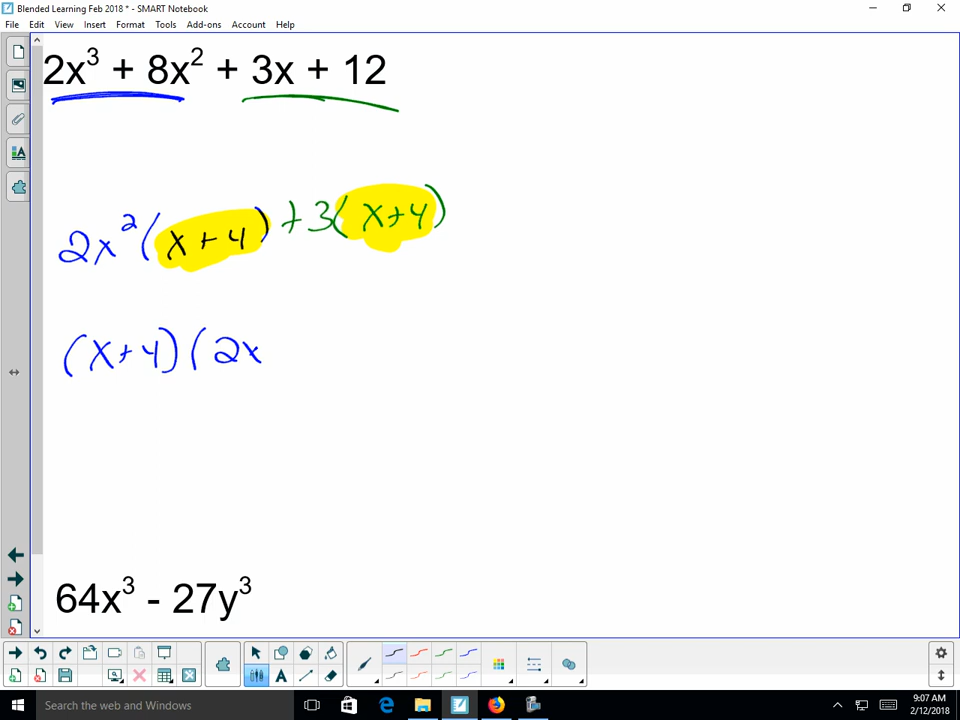 Blended Learning Feb 2018 * - SMART Notebook
File Edit View Insert Format Tools Add-ons Account Help
2x³ + 8x² + 3x + 12
2x²(x+4) +3(x+4)
(x+4)(2x
64x³ - 27y³
Search the web and Windows
9:07 AM
2/12/2018